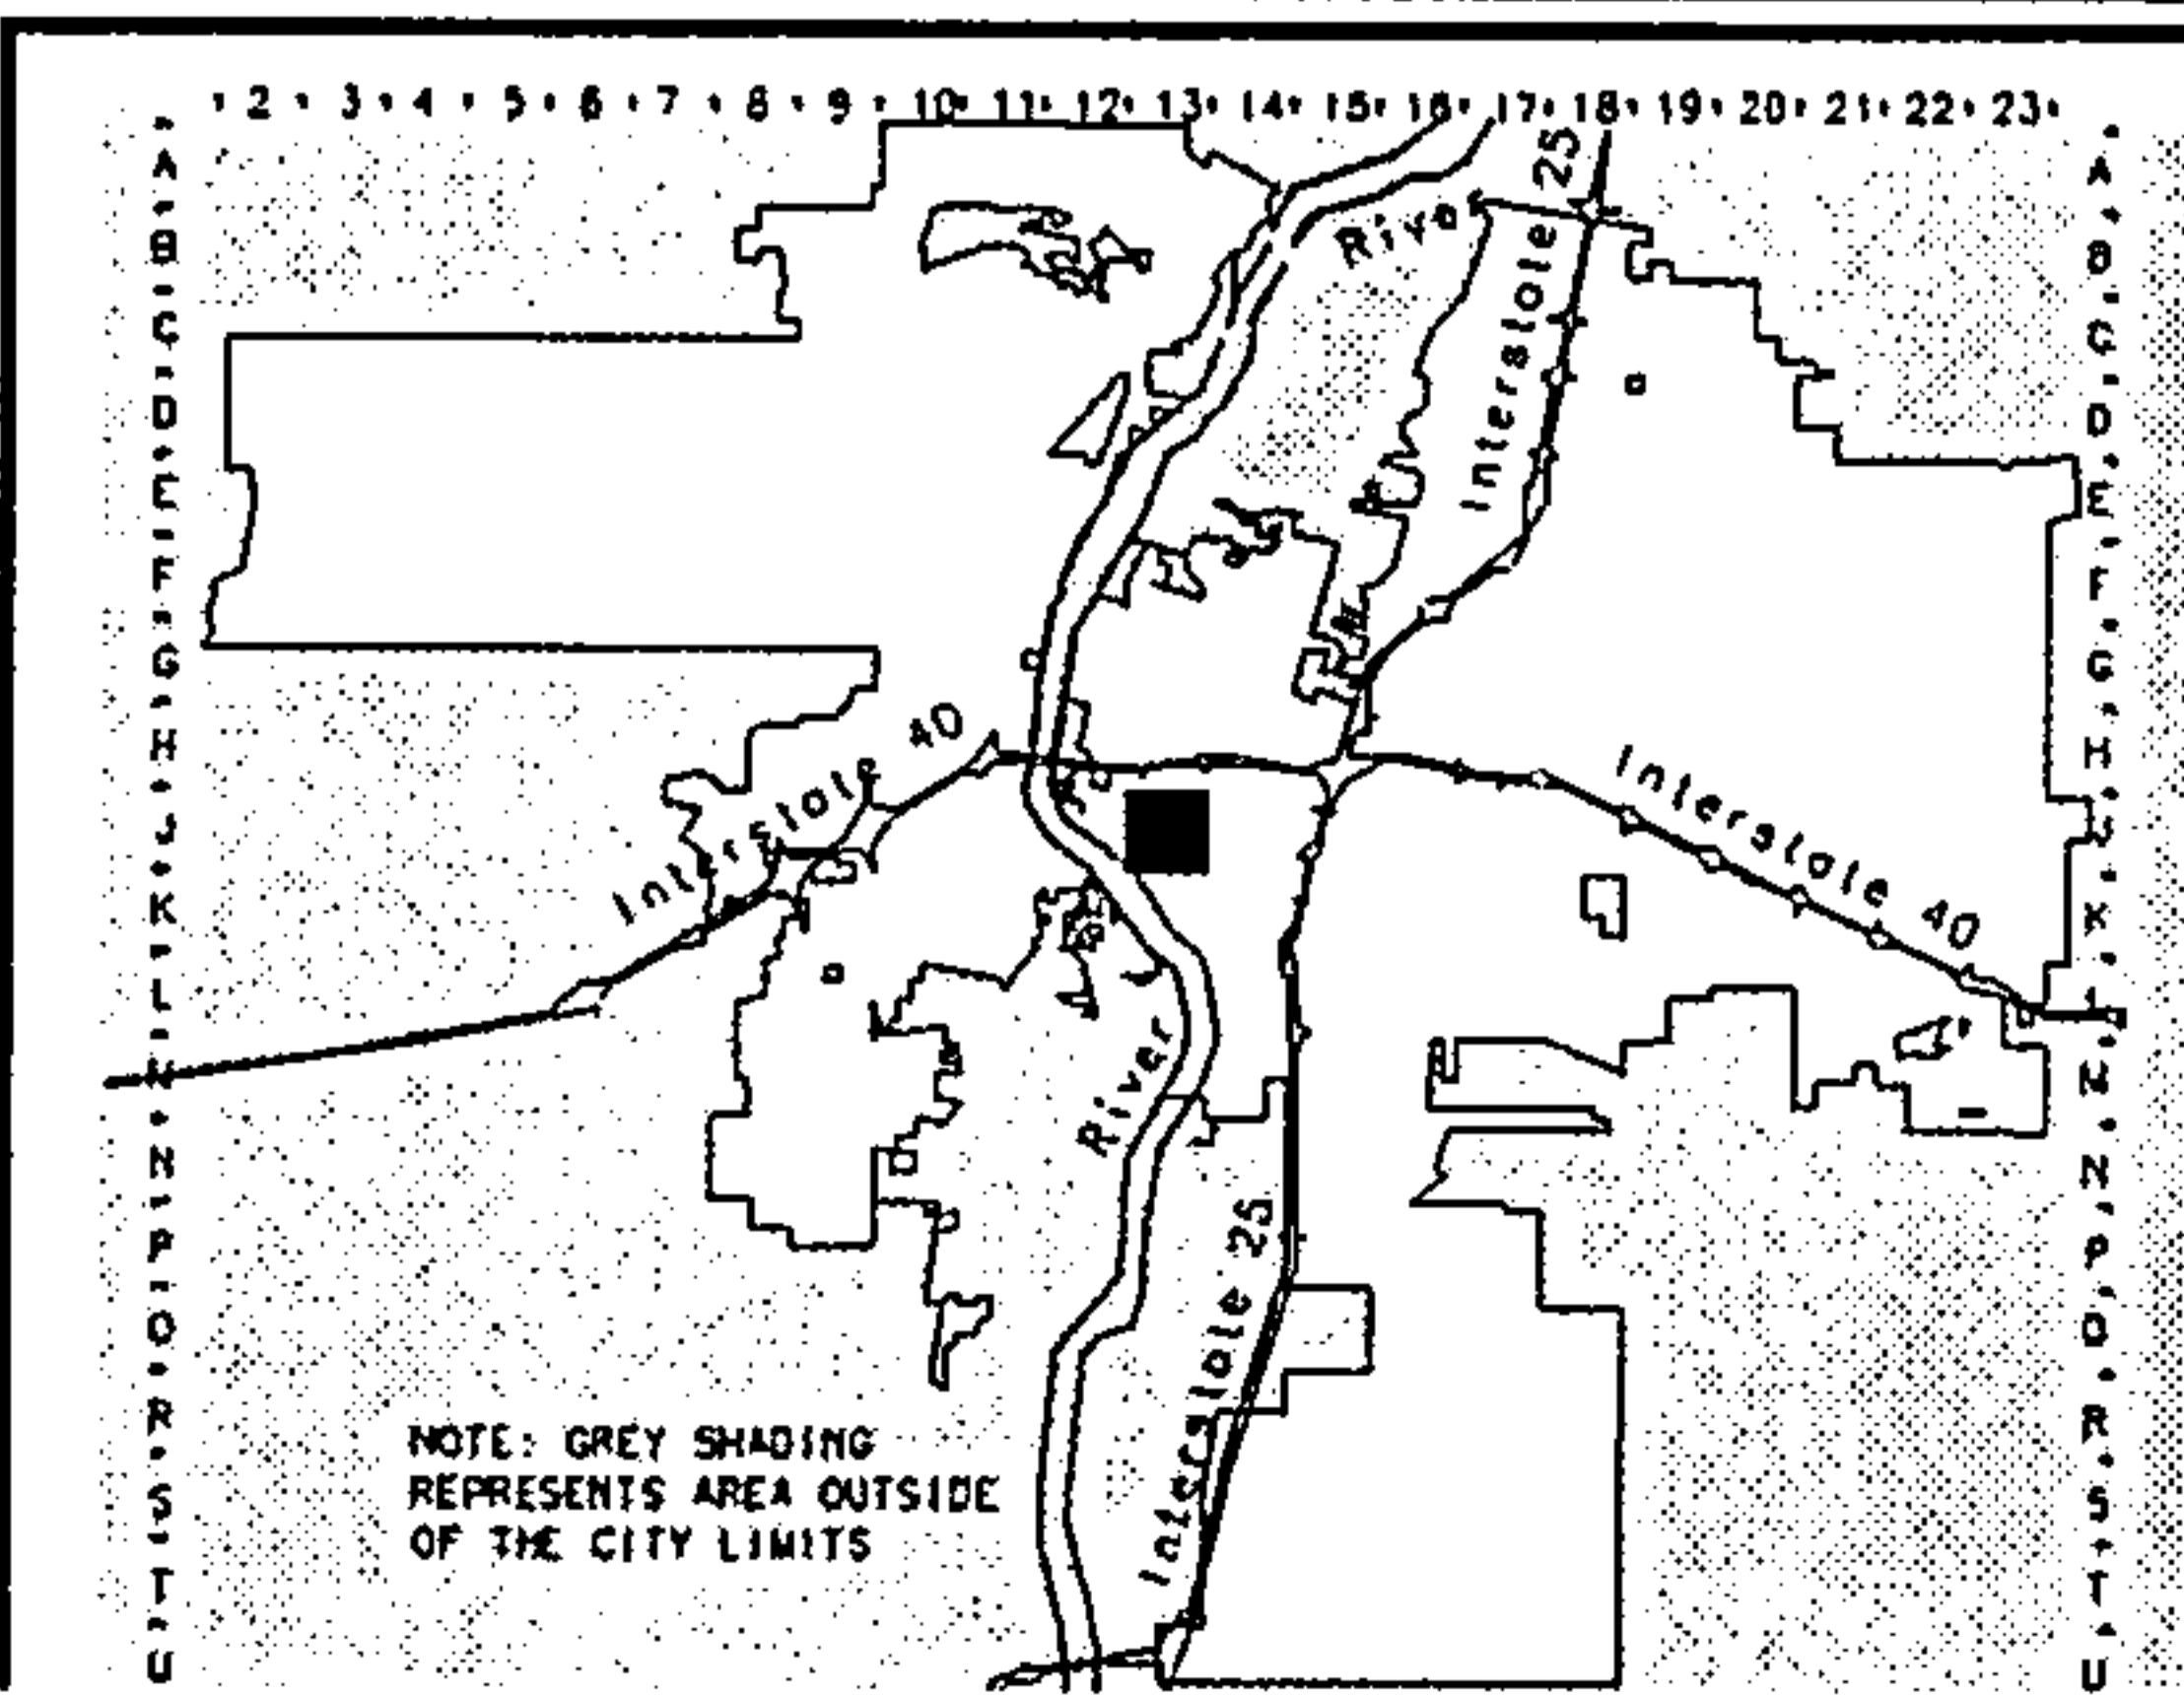 2 3 4 5 6 7 8 9 10 11 12 13 14 15 16 17 18 19 20 21 22 23
A A
B B
C C
D D
E E
F F
G G
H H
J J
K K
L L
M M
N N
P P
Q Q
R R
S S
T T
U U
River
Interstate 25
Interstate 40
Interstate 40
River
Interstate 25
NOTE: GREY SHADING
REPRESENTS AREA OUTSIDE
OF THE CITY LIMITS